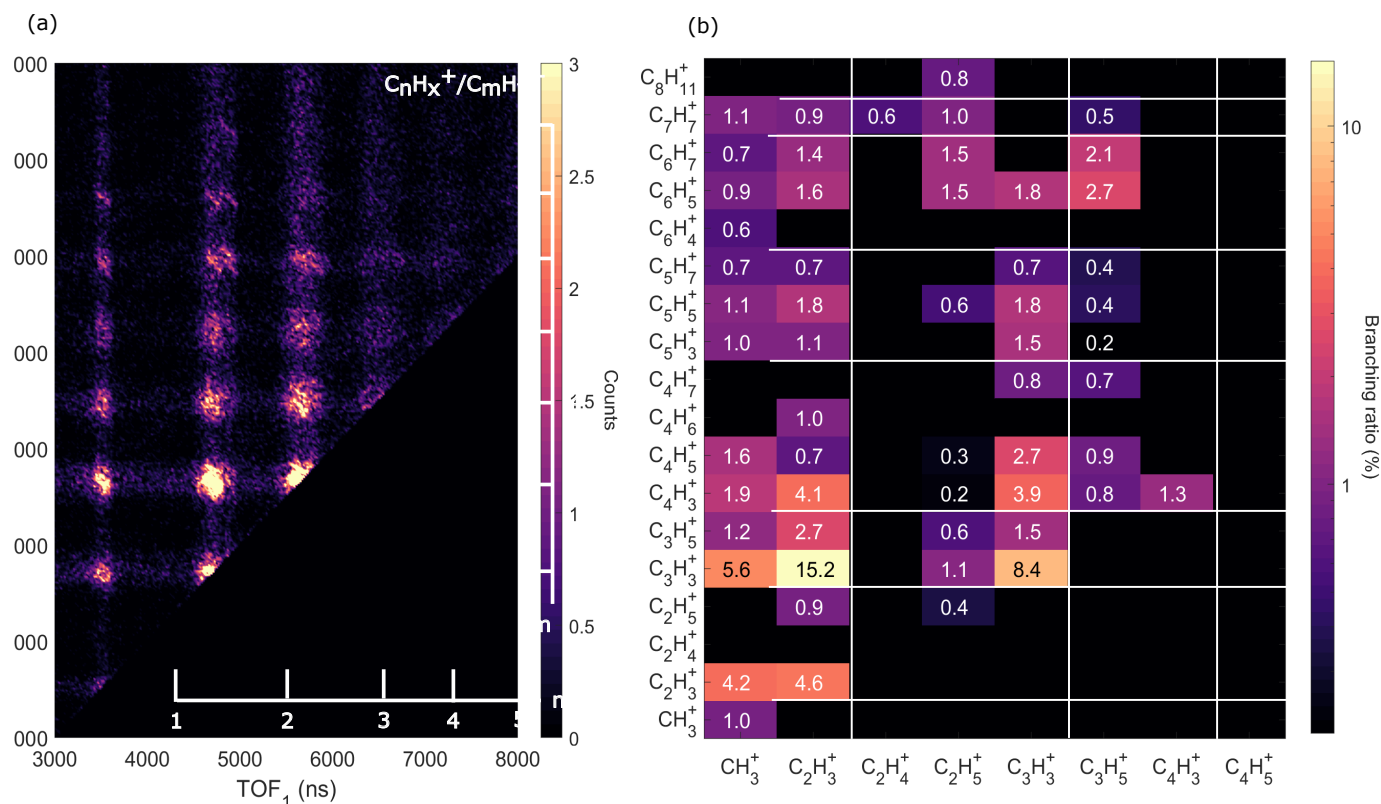 (a)
(b)
CₙHₓ⁺/CₘH
000
000
000
000
000
000
000
000
3000 4000 5000 6000 7000 8000
TOF₁ (ns)
1 2 3 4 5
m
n
3
2.5
2
1.5
1
0.5
0
Counts
C₈H₁₁⁺ 0.8
C₇H₇⁺ 1.1 0.9 0.6 1.0 0.5
C₆H₇⁺ 0.7 1.4 1.5 2.1
C₆H₅⁺ 0.9 1.6 1.5 1.8 2.7
C₆H₄⁺ 0.6
C₅H₇⁺ 0.7 0.7 0.7 0.4
C₅H₅⁺ 1.1 1.8 0.6 1.8 0.4
C₅H₃⁺ 1.0 1.1 1.5 0.2
C₄H₇⁺ 0.8 0.7
C₄H₆⁺ 1.0
C₄H₅⁺ 1.6 0.7 0.3 2.7 0.9
C₄H₃⁺ 1.9 4.1 0.2 3.9 0.8 1.3
C₃H₅⁺ 1.2 2.7 0.6 1.5
C₃H₃⁺ 5.6 15.2 1.1 8.4
C₂H₅⁺ 0.9 0.4
C₂H₄⁺
C₂H₃⁺ 4.2 4.6
CH₃⁺ 1.0
CH₃⁺ C₂H₃⁺ C₂H₄⁺ C₂H₅⁺ C₃H₃⁺ C₃H₅⁺ C₄H₃⁺ C₄H₅⁺
10
1
Branching ratio (%)